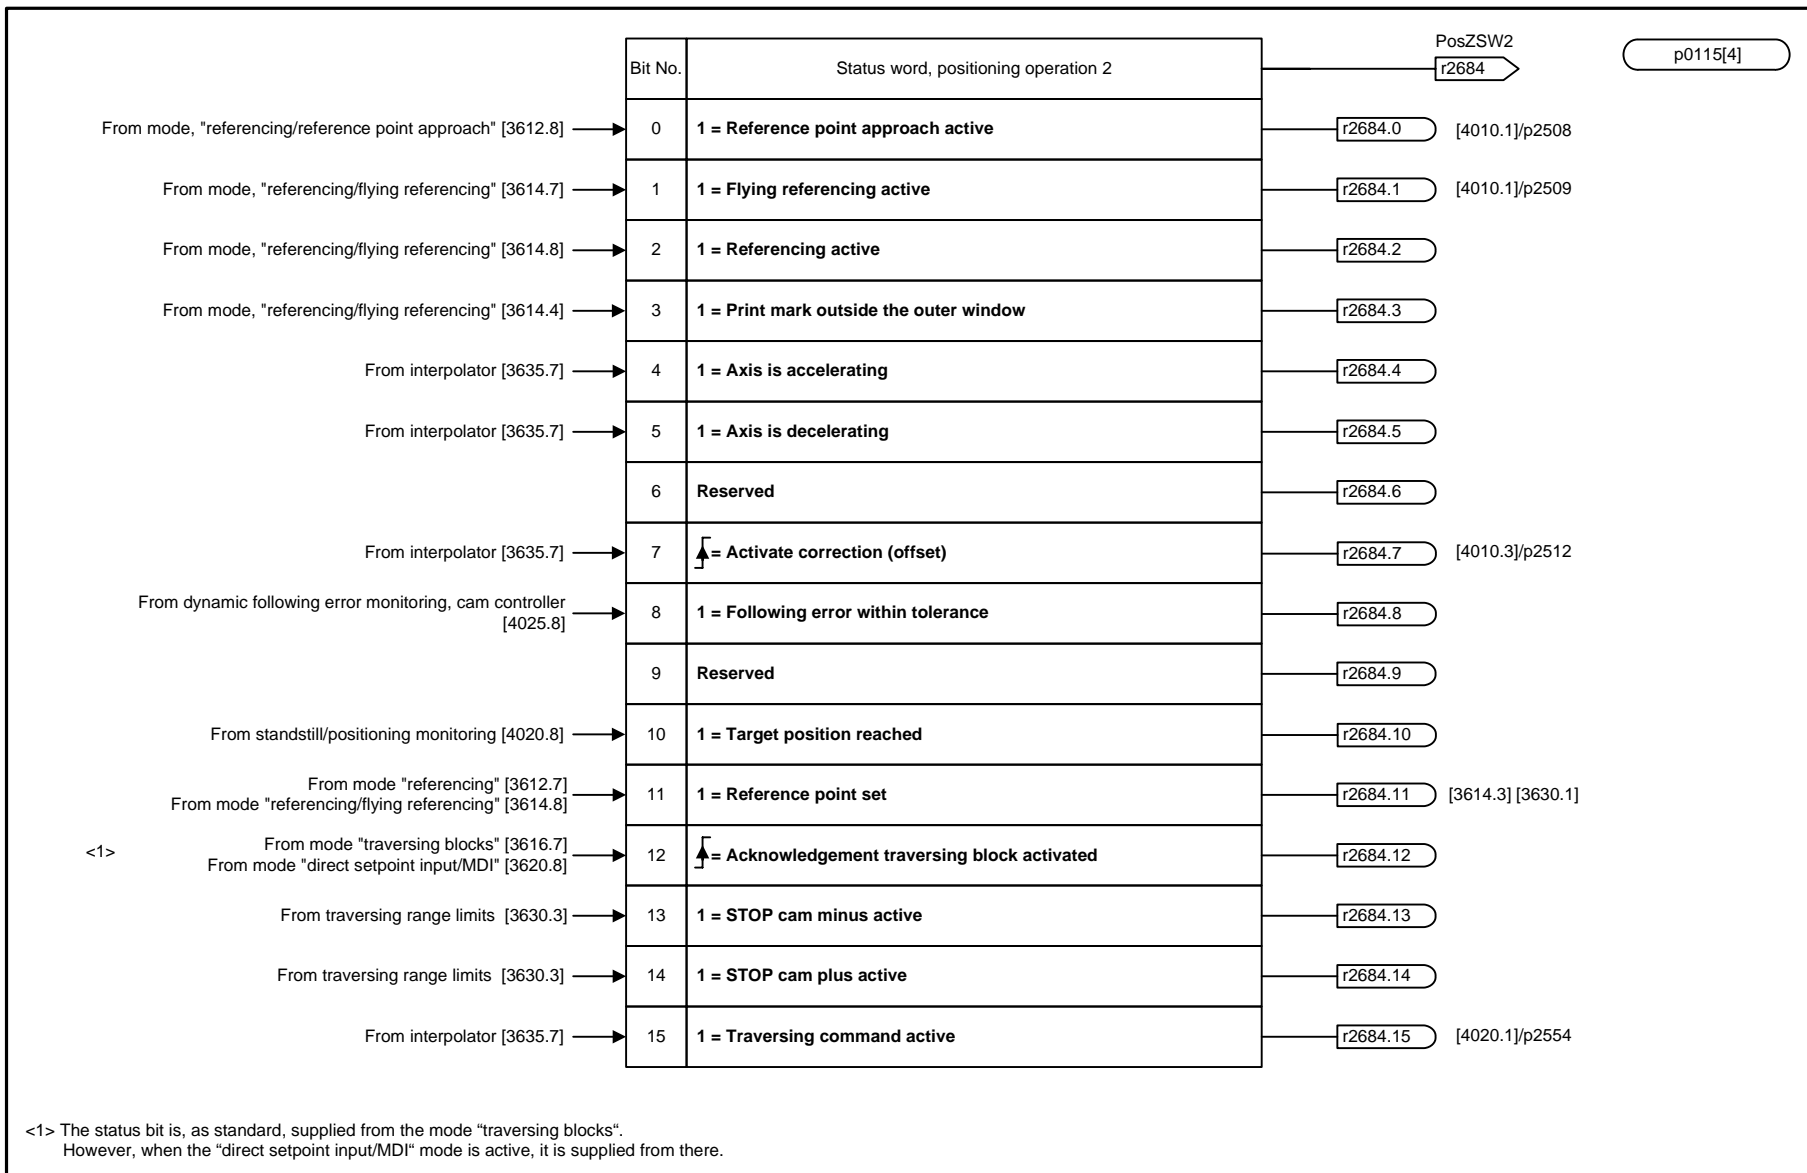 PosZSW2
Bit No. Status word, positioning operation 2 r2684 p0115[4]
From mode, "referencing/reference point approach" [3612.8] 0 1 = Reference point approach active r2684.0 [4010.1]/p2508
From mode, "referencing/flying referencing" [3614.7] 1 1 = Flying referencing active r2684.1 [4010.1]/p2509
From mode, "referencing/flying referencing" [3614.8] 2 1 = Referencing active r2684.2
From mode, "referencing/flying referencing" [3614.4] 3 1 = Print mark outside the outer window r2684.3
From interpolator [3635.7] 4 1 = Axis is accelerating r2684.4
From interpolator [3635.7] 5 1 = Axis is decelerating r2684.5
6 Reserved r2684.6
From interpolator [3635.7] 7 = Activate correction (offset) r2684.7 [4010.3]/p2512
From dynamic following error monitoring, cam controller
[4025.8] 8 1 = Following error within tolerance r2684.8
9 Reserved r2684.9
From standstill/positioning monitoring [4020.8] 10 1 = Target position reached r2684.10
From mode "referencing" [3612.7]
From mode "referencing/flying referencing" [3614.8] 11 1 = Reference point set r2684.11 [3614.3] [3630.1]
<1> From mode "traversing blocks" [3616.7]
From mode "direct setpoint input/MDI" [3620.8] 12 = Acknowledgement traversing block activated r2684.12
From traversing range limits [3630.3] 13 1 = STOP cam minus active r2684.13
From traversing range limits [3630.3] 14 1 = STOP cam plus active r2684.14
From interpolator [3635.7] 15 1 = Traversing command active r2684.15 [4020.1]/p2554
<1> The status bit is, as standard, supplied from the mode “traversing blocks“.
However, when the “direct setpoint input/MDI“ mode is active, it is supplied from there.